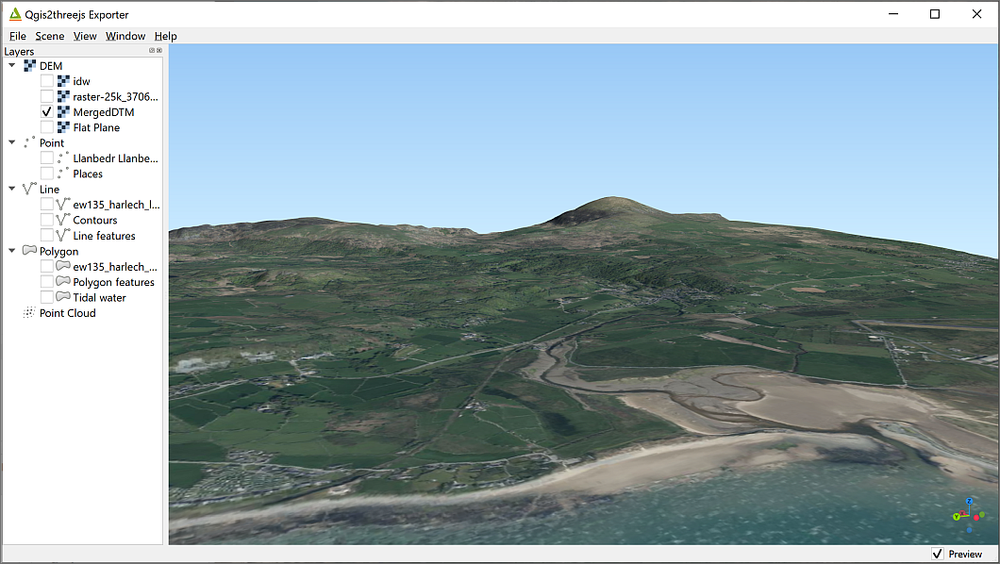 Qgis2threejs Exporter
File Scene View Window Help
Layers
DEM
idw
raster-25k_3706...
MergedDTM
Flat Plane
Point
Llanbedr Llanbe...
Places
Line
ew135_harlech_l...
Contours
Line features
Polygon
ew135_harlech_...
Polygon features
Tidal water
Point Cloud
Z
Y
Preview